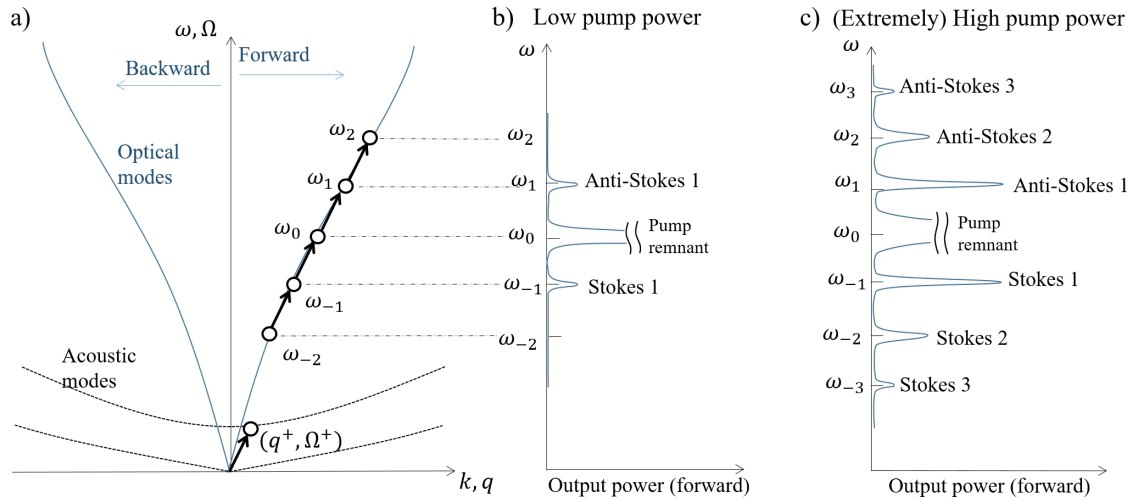 a)
ω, Ω
Backward
Forward
Optical
modes
ω₂
ω₁
ω₀
ω₋₁
ω₋₂
Acoustic
modes
(q⁺, Ω⁺)
k, q
b) Low pump power
ω
ω₂
ω₁
Anti-Stokes 1
ω₀
Pump
remnant
ω₋₁
Stokes 1
ω₋₂
Output power (forward)
c) (Extremely) High pump power
ω
ω₃
Anti-Stokes 3
ω₂
Anti-Stokes 2
ω₁
Anti-Stokes 1
ω₀
Pump
remnant
ω₋₁
Stokes 1
ω₋₂
Stokes 2
ω₋₃
Stokes 3
Output power (forward)